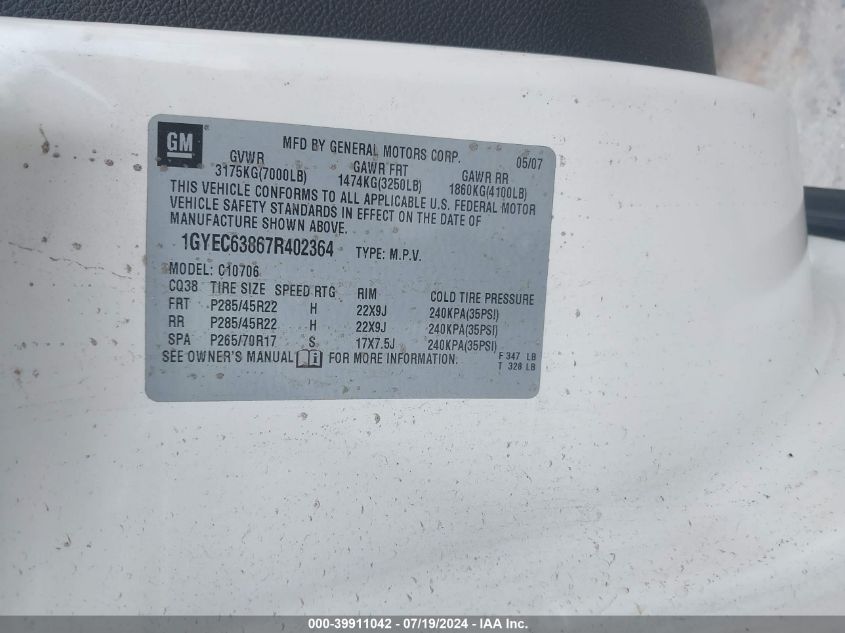 GM MFD BY GENERAL MOTORS CORP. 05/07
GVWR GAWR FRT GAWR RR
3175KG(7000LB) 1474KG(3250LB) 1860KG(4100LB)
THIS VEHICLE CONFORMS TO ALL APPLICABLE U.S. FEDERAL MOTOR
VEHICLE SAFETY STANDARDS IN EFFECT ON THE DATE OF
MANUFACTURE SHOWN ABOVE.
1GYEC63867R402364 TYPE: M.P.V.
MODEL: C10706
CQ38 TIRE SIZE SPEED RTG RIM COLD TIRE PRESSURE
FRT P285/45R22 H 22X9J 240KPA(35PSI)
RR P285/45R22 H 22X9J 240KPA(35PSI)
SPA P265/70R17 S 17X7.5J 240KPA(35PSI)
SEE OWNER'S MANUAL FOR MORE INFORMATION.
F 347 LB
T 328 LB
000-39911042 / 07/19/2024 - IAA Inc.